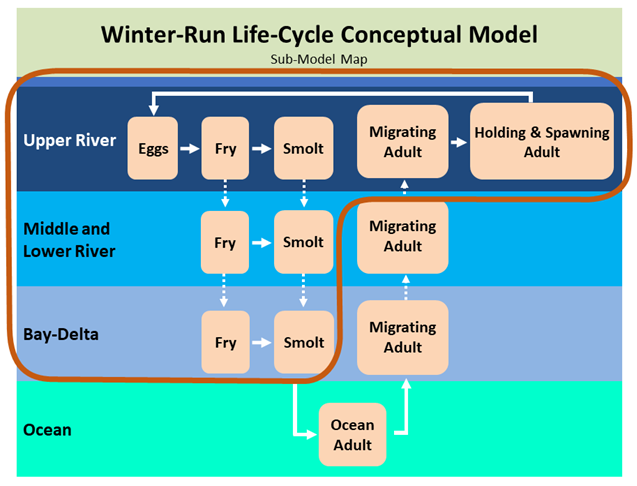 Winter-Run Life-Cycle Conceptual Model
Sub-Model Map
Upper River
Eggs
Fry
Smolt
Migrating
Adult
Holding & Spawning
Adult
Middle and
Lower River
Fry
Smolt
Migrating
Adult
Bay-Delta
Fry
Smolt
Migrating
Adult
Ocean
Ocean
Adult